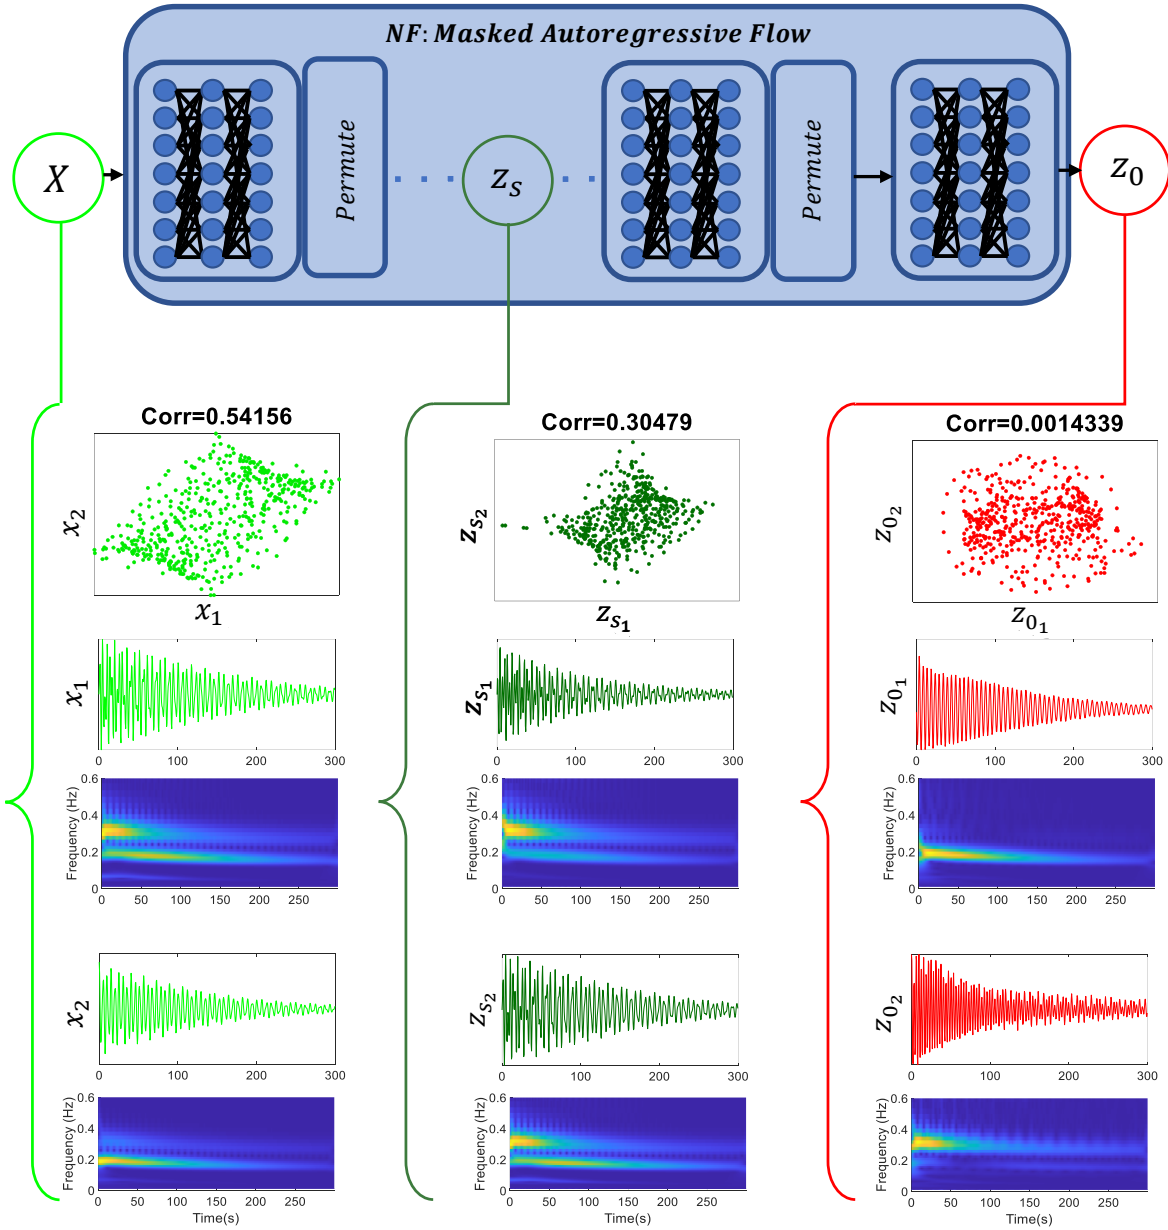 NF: Masked Autoregressive Flow
X
Permute
. . . .
z_S
. .
Permute
z_0
Corr=0.54156
x_2
x_1
x_1
0 100 200 300
Frequency (Hz)
0.6
0.4
0.2
0
0 50 100 150 200 250
x_2
0 100 200 300
Frequency (Hz)
0.6
0.4
0.2
0
0 50 100 150 200 250
Time(s)
Corr=0.30479
z_{s_2}
z_{s_1}
z_{s_1}
0 100 200 300
Frequency (Hz)
0.6
0.4
0.2
0
0 50 100 150 200 250
z_{s_2}
0 100 200 300
Frequency (Hz)
0.6
0.4
0.2
0
0 50 100 150 200 250
Time(s)
Corr=0.0014339
z_{0_2}
z_{0_1}
z_{0_1}
0 100 200 300
Frequency (Hz)
0.6
0.4
0.2
0
0 50 100 150 200 250
z_{0_2}
0 100 200 300
Frequency (Hz)
0.6
0.4
0.2
0
0 50 100 150 200 250
Time(s)